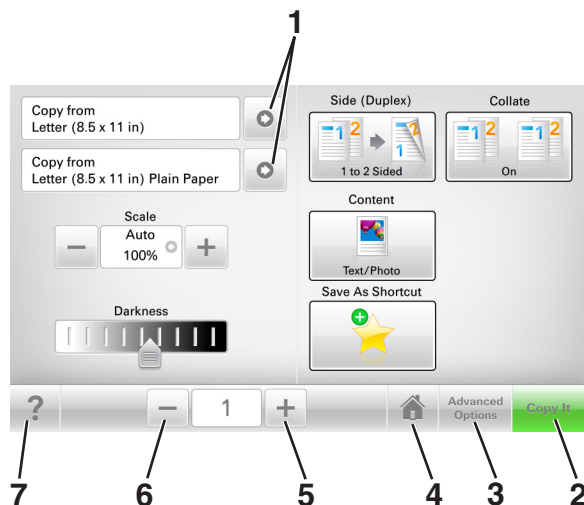 1
Copy from
Letter (8.5 x 11 in)
Copy from
Letter (8.5 x 11 in) Plain Paper
Scale
Auto
100%
Darkness
Side (Duplex)
1 2 1 2
1 to 2 Sided
Collate
1 2 1 2
On
Content
Text/Photo
Save As Shortcut
? − 1 +
Advanced
Options
Copy It
7 6 5 4 3 2